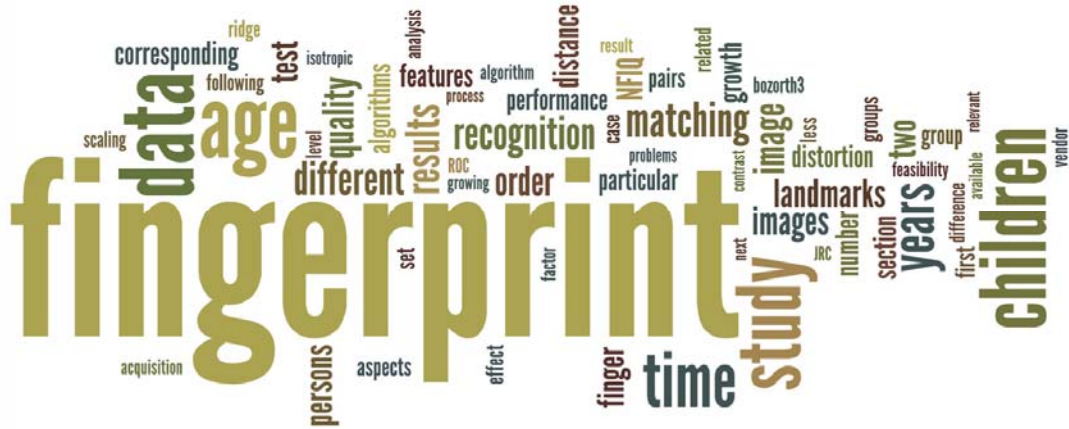 ridge
corresponding
test
isotropic
analysis
distance
result
related
growth
following
features
algorithm
NFIQ
pairs
bozorth3
data
age
quality
algorithms
process
performance
scaling
level
results
recognition
case
matching
image
less
groups
two
group
relevant
ROC
problems
contrast
distortion
feasibility
different
growing
order
particular
landmarks
available
children
vendor
fingerprint
images
number
section
years
difference
set
factor
next
JRC
first
study
acquisition
persons
aspects
effect
finger
time